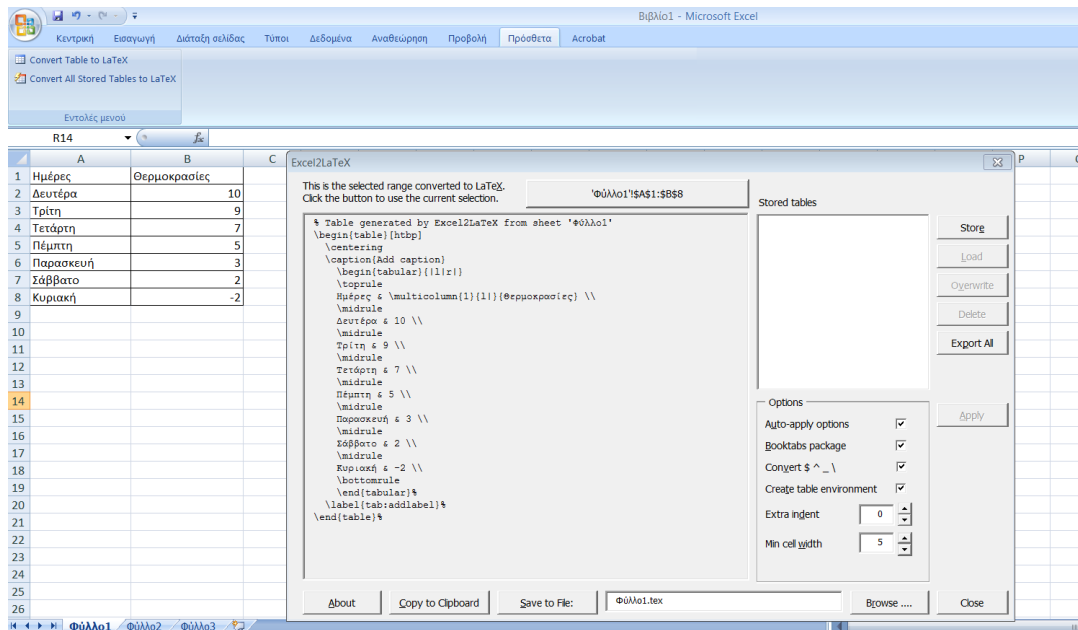 Βιβλίο1 - Microsoft Excel
Κεντρική Εισαγωγή Διάταξη σελίδας Τύποι Δεδομένα Αναθεώρηση Προβολή Πρόσθετα Acrobat
Convert Table to LaTeX
Convert All Stored Tables to LaTeX
Εντολές μενού
R14 fx
A B C P
1 Ημέρες Θερμοκρασίες
2 Δευτέρα 10
3 Τρίτη 9
4 Τετάρτη 7
5 Πέμπτη 5
6 Παρασκευή 3
7 Σάββατο 2
8 Κυριακή -2
9
10
11
12
13
14
15
16
17
18
19
20
21
22
23
24
25
26
Φύλλο1 Φύλλο2 Φύλλο3
Excel2LaTeX
This is the selected range converted to LaTeX.
Click the button to use the current selection.
'Φύλλο1'!$A$1:$B$8
% Table generated by Excel2LaTeX from sheet 'Φύλλο1'
\begin{table}[htbp]
\centering
\caption{Add caption}
\begin{tabular}{|l|r|}
\toprule
Ημέρες & \multicolumn{1}{l|}{Θερμοκρασίες} \\
\midrule
Δευτέρα & 10 \\
\midrule
Τρίτη & 9 \\
\midrule
Τετάρτη & 7 \\
\midrule
Πέμπτη & 5 \\
\midrule
Παρασκευή & 3 \\
\midrule
Σάββατο & 2 \\
\midrule
Κυριακή & -2 \\
\bottomrule
\end{tabular}%
\label{tab:addlabel}%
\end{table}%
Stored tables
Store
Load
Overwrite
Delete
Export All
Apply
Options
Auto-apply options
Booktabs package
Convert $ ^ _ \
Create table environment
Extra indent 0
Min cell width 5
About Copy to Clipboard Save to File: Φύλλο1.tex Browse .... Close